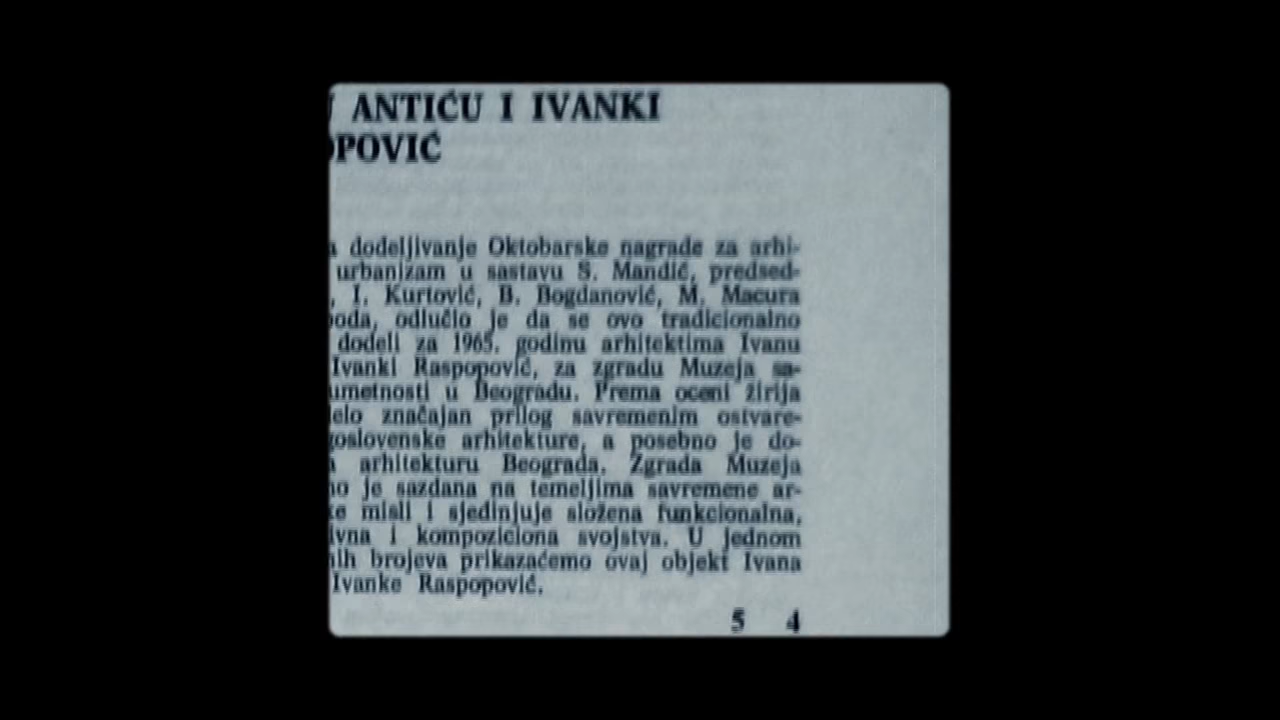 ANTIĆU I IVANKI
OPOVIĆ
dodeljivanje Oktobarske nagrade za arhi-
urbanizam u sastavu S. Mandić, predsed-
, I. Kurtović, B. Bogdanović, M. Macura
boda, odlučio je da se ovo tradicionalno
dodeli za 1965. godinu arhitektima Ivanu
Ivanki Raspopović, za zgradu Muzeja sa-
umetnosti u Beogradu. Prema oceni žirija
delo značajan prilog savremenim ostvare-
goslovenske arhitekture, a posebno je do-
arhitekturu Beograda. Zgrada Muzeja
no je sazdana na temeljima savremene ar-
ke misli i sjedinjuje složena funkcionalna,
ivna i kompoziciona svojstva. U jednom
nih brojeva prikazaćemo ovaj objekt Ivana
Ivanke Raspopović.
5 4